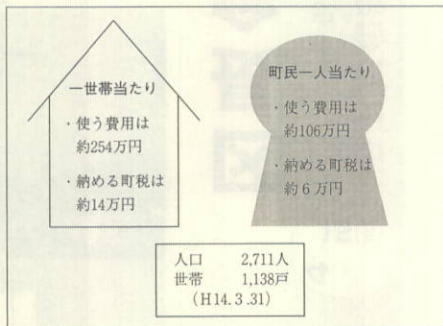 一世帯当たり
・使う費用は
約254万円
・納める町税は
約14万円
町民一人当たり
・使う費用は
約106万円
・納める町税は
約6万円
人口 2,711人
世帯 1,138戸
（H14.3.31）